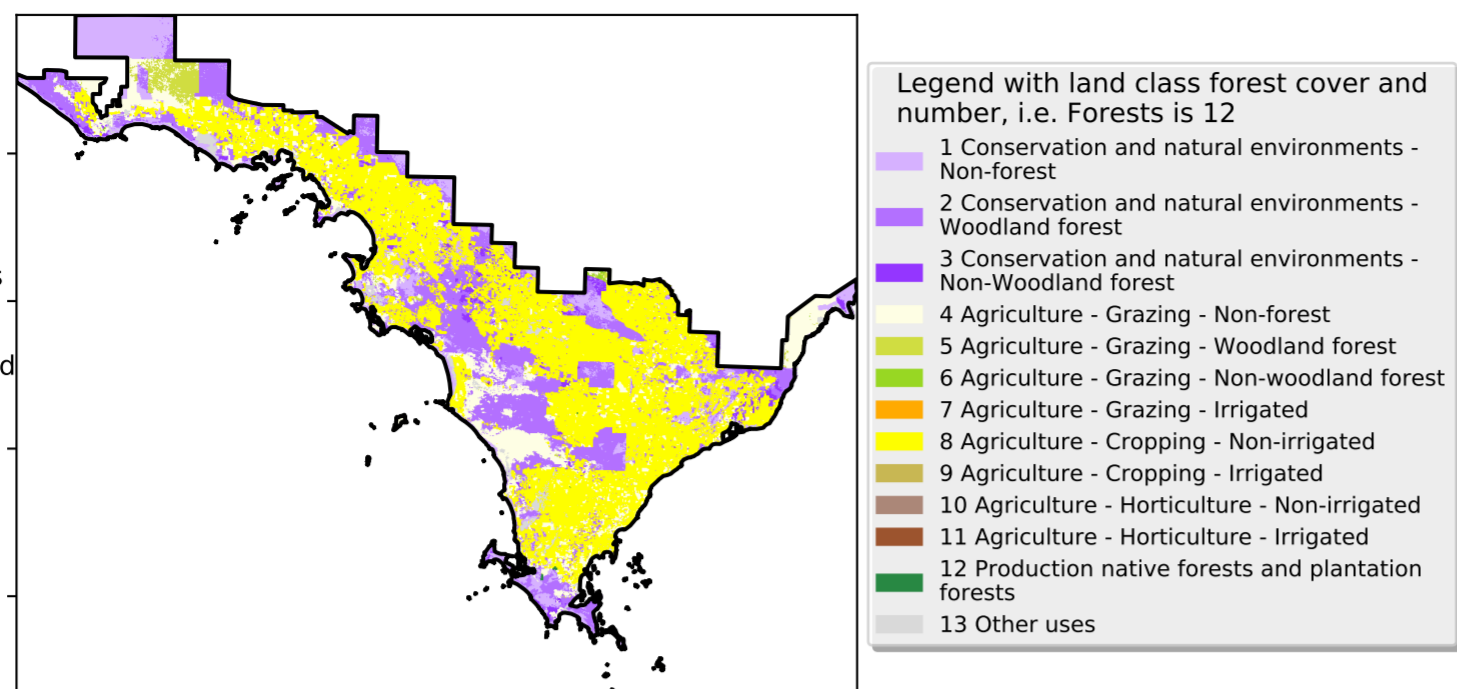 Legend with land class forest cover and
number, i.e. Forests is 12
1 Conservation and natural environments -
Non-forest
2 Conservation and natural environments -
Woodland forest
3 Conservation and natural environments -
Non-Woodland forest
4 Agriculture - Grazing - Non-forest
5 Agriculture - Grazing - Woodland forest
6 Agriculture - Grazing - Non-woodland forest
7 Agriculture - Grazing - Irrigated
8 Agriculture - Cropping - Non-irrigated
9 Agriculture - Cropping - Irrigated
10 Agriculture - Horticulture - Non-irrigated
11 Agriculture - Horticulture - Irrigated
12 Production native forests and plantation
forests
13 Other uses